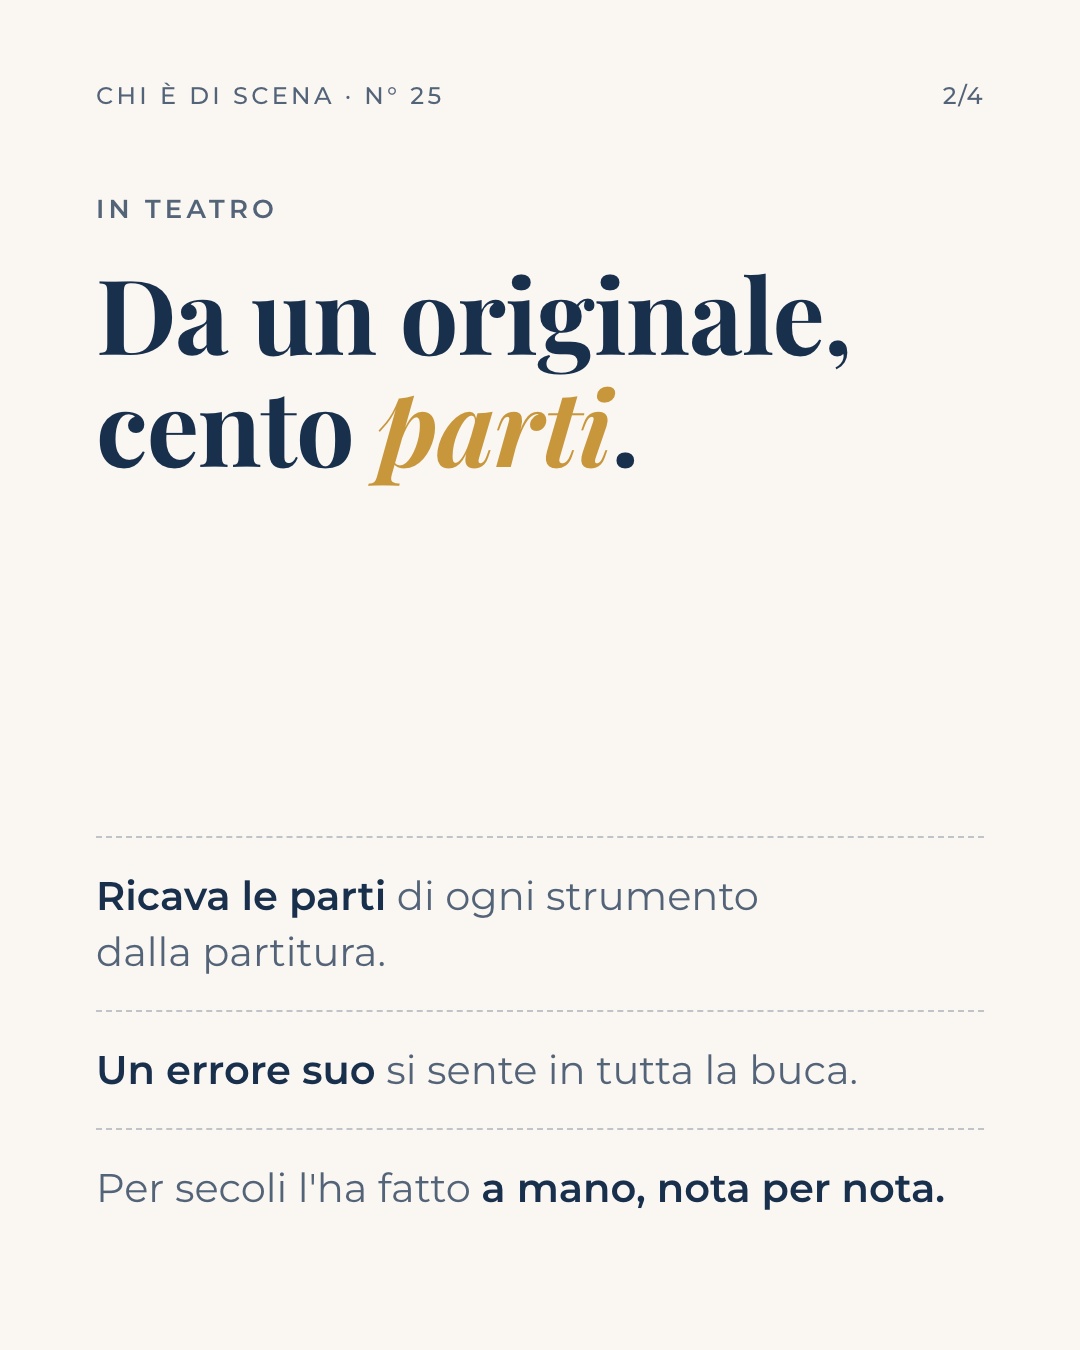 CHI È DI SCENA · N° 25
2/4
IN TEATRO
Da un originale,
cento parti.
Ricava le parti di ogni strumento
dalla partitura.
Un errore suo si sente in tutta la buca.
Per secoli l'ha fatto a mano, nota per nota.